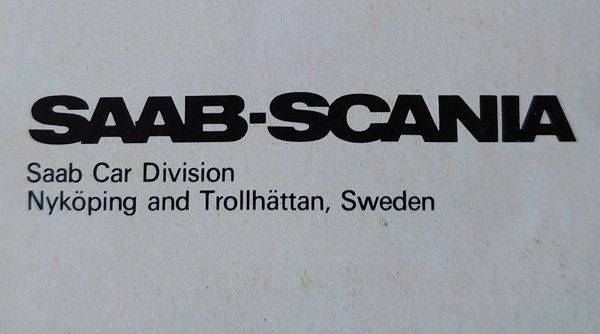 SAAB-SCANIA
Saab Car Division
Nyköping and Trollhättan, Sweden